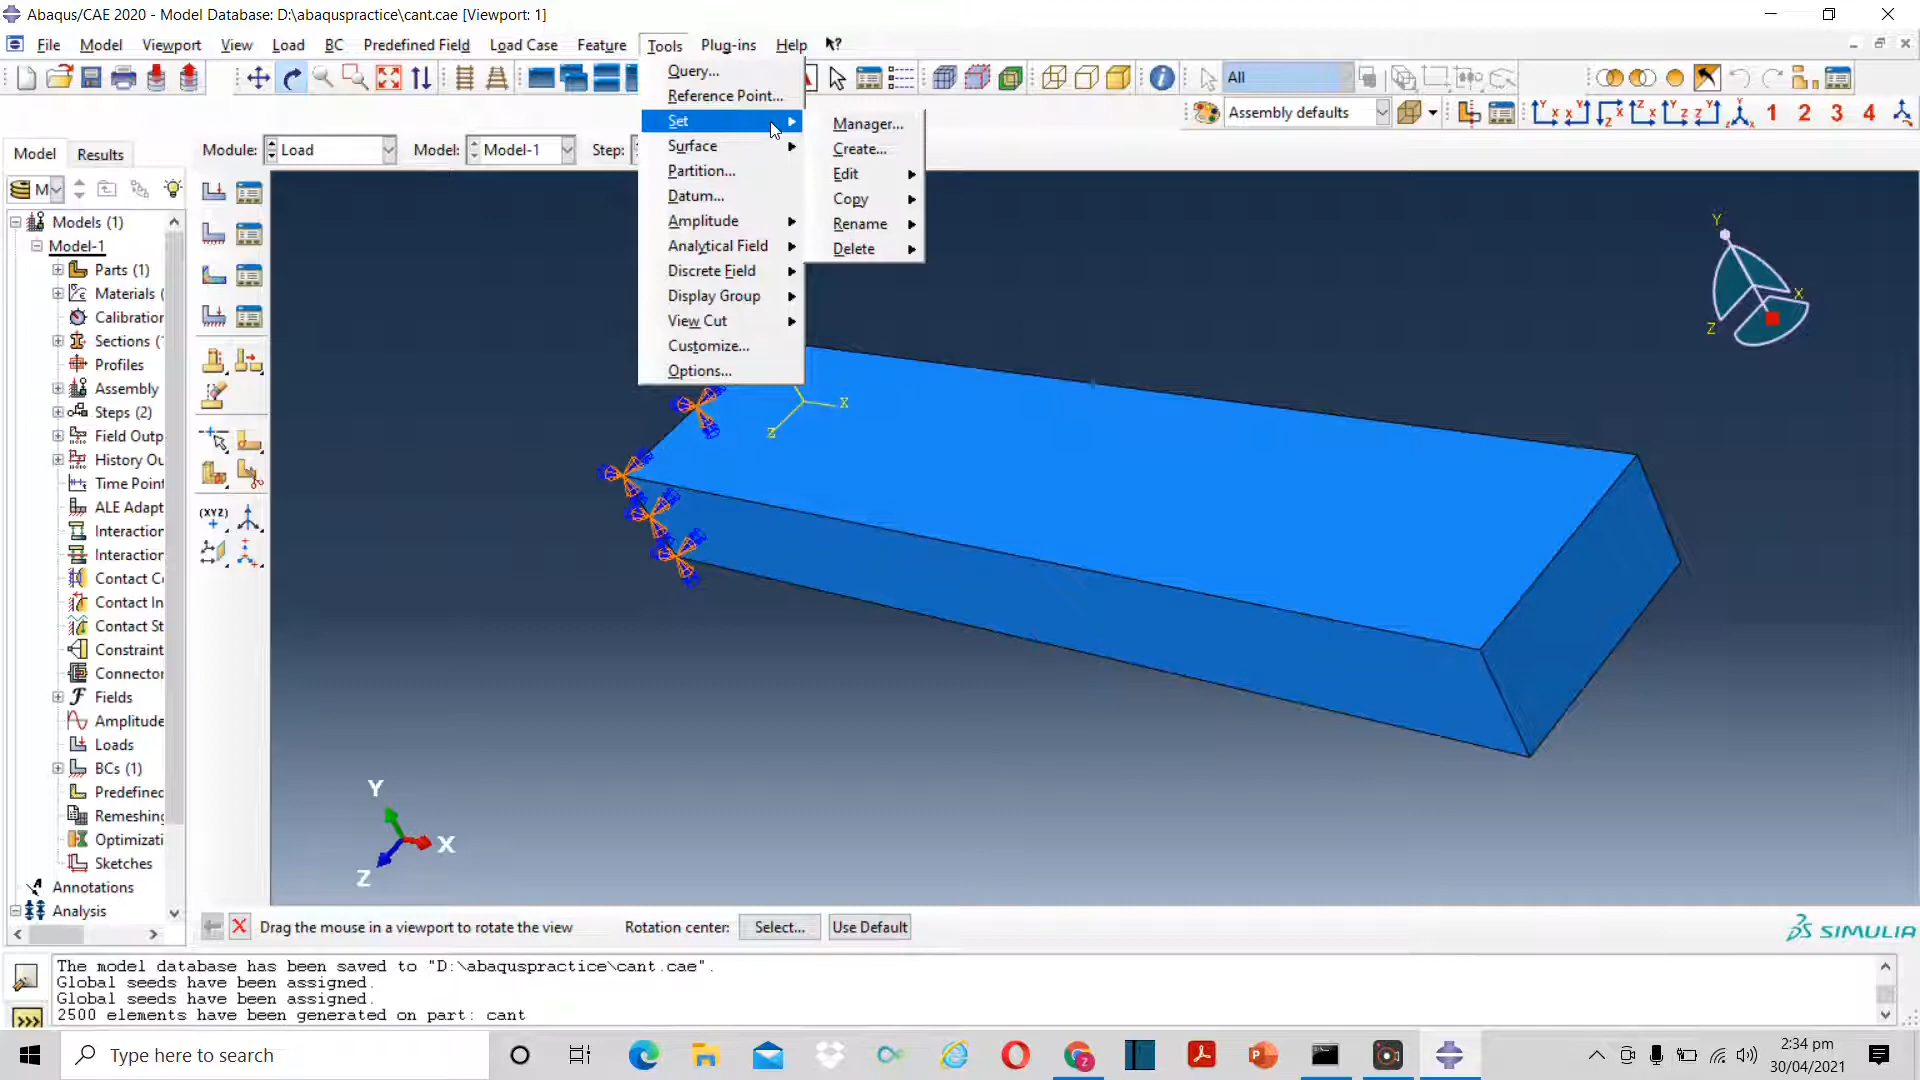 Abaqus/CAE 2020 - Model Database: D:\abaquspractice\cant.cae [Viewport: 1]
File Model Viewport View Load BC Predefined Field Load Case Feature Tools Plug-ins Help
All
Assembly defaults
1 2 3 4
Model Results
Module: Load Model: Model-1 Step:
Query...
Reference Point...
Set
Surface
Partition...
Datum...
Amplitude
Analytical Field
Discrete Field
Display Group
View Cut
Customize...
Options...
Manager...
Create...
Edit
Copy
Rename
Delete
M
Models (1)
Model-1
Parts (1)
Materials (
Calibration
Sections (
Profiles
Assembly
Steps (2)
Field Outp
History Ou
Time Point
ALE Adapt
Interaction
Interaction
Contact C
Contact In
Contact St
Constraint
Connector
Fields
Amplitude
Loads
BCs (1)
Predefined
Remeshing
Optimizati
Sketches
Annotations
Analysis
(XYZ)
Y
X
Z
X
Z
Y
X
Z
Drag the mouse in a viewport to rotate the view Rotation center: Select... Use Default
SIMULIA
The model database has been saved to "D:\abaquspractice\cant.cae".
Global seeds have been assigned.
Global seeds have been assigned.
2500 elements have been generated on part: cant
Type here to search
2:34 pm
30/04/2021